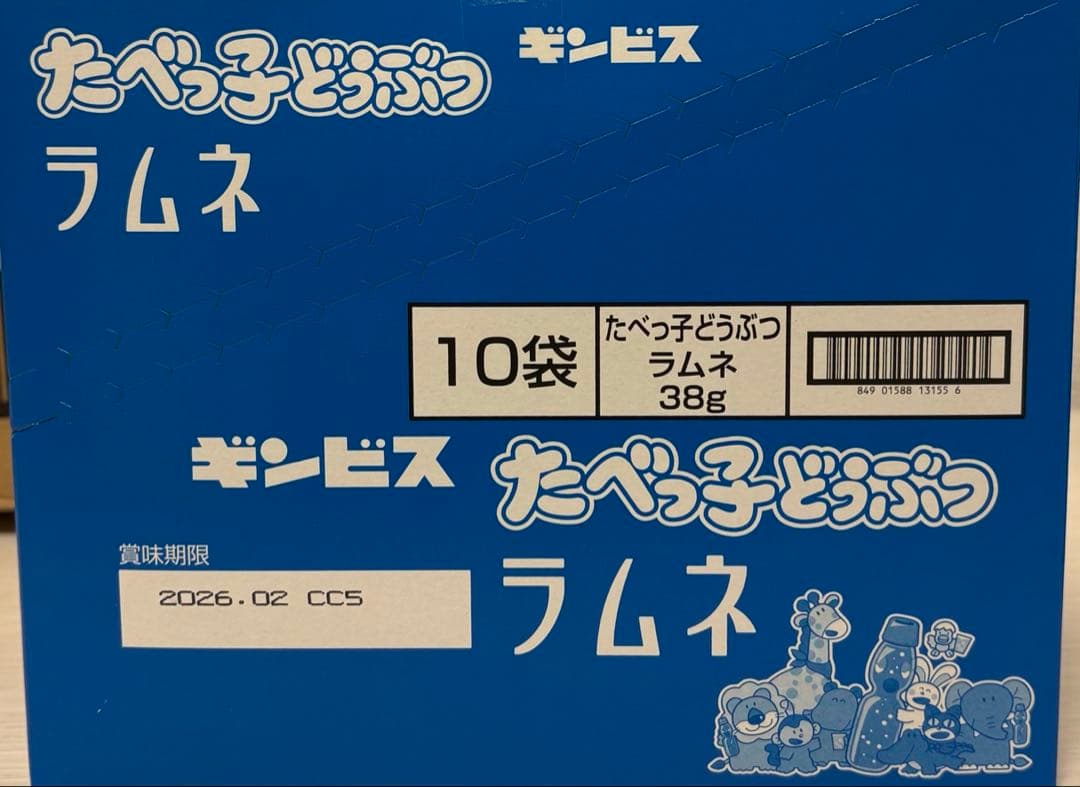 たべっ子どうぶつ
ギンビス
ラムネ
10袋
たべっ子どうぶつ
ラムネ
38g
849 01588 13155 6
ギンビス
たべっ子どうぶつ
賞味期限
2026.02 CC5
ラムネ